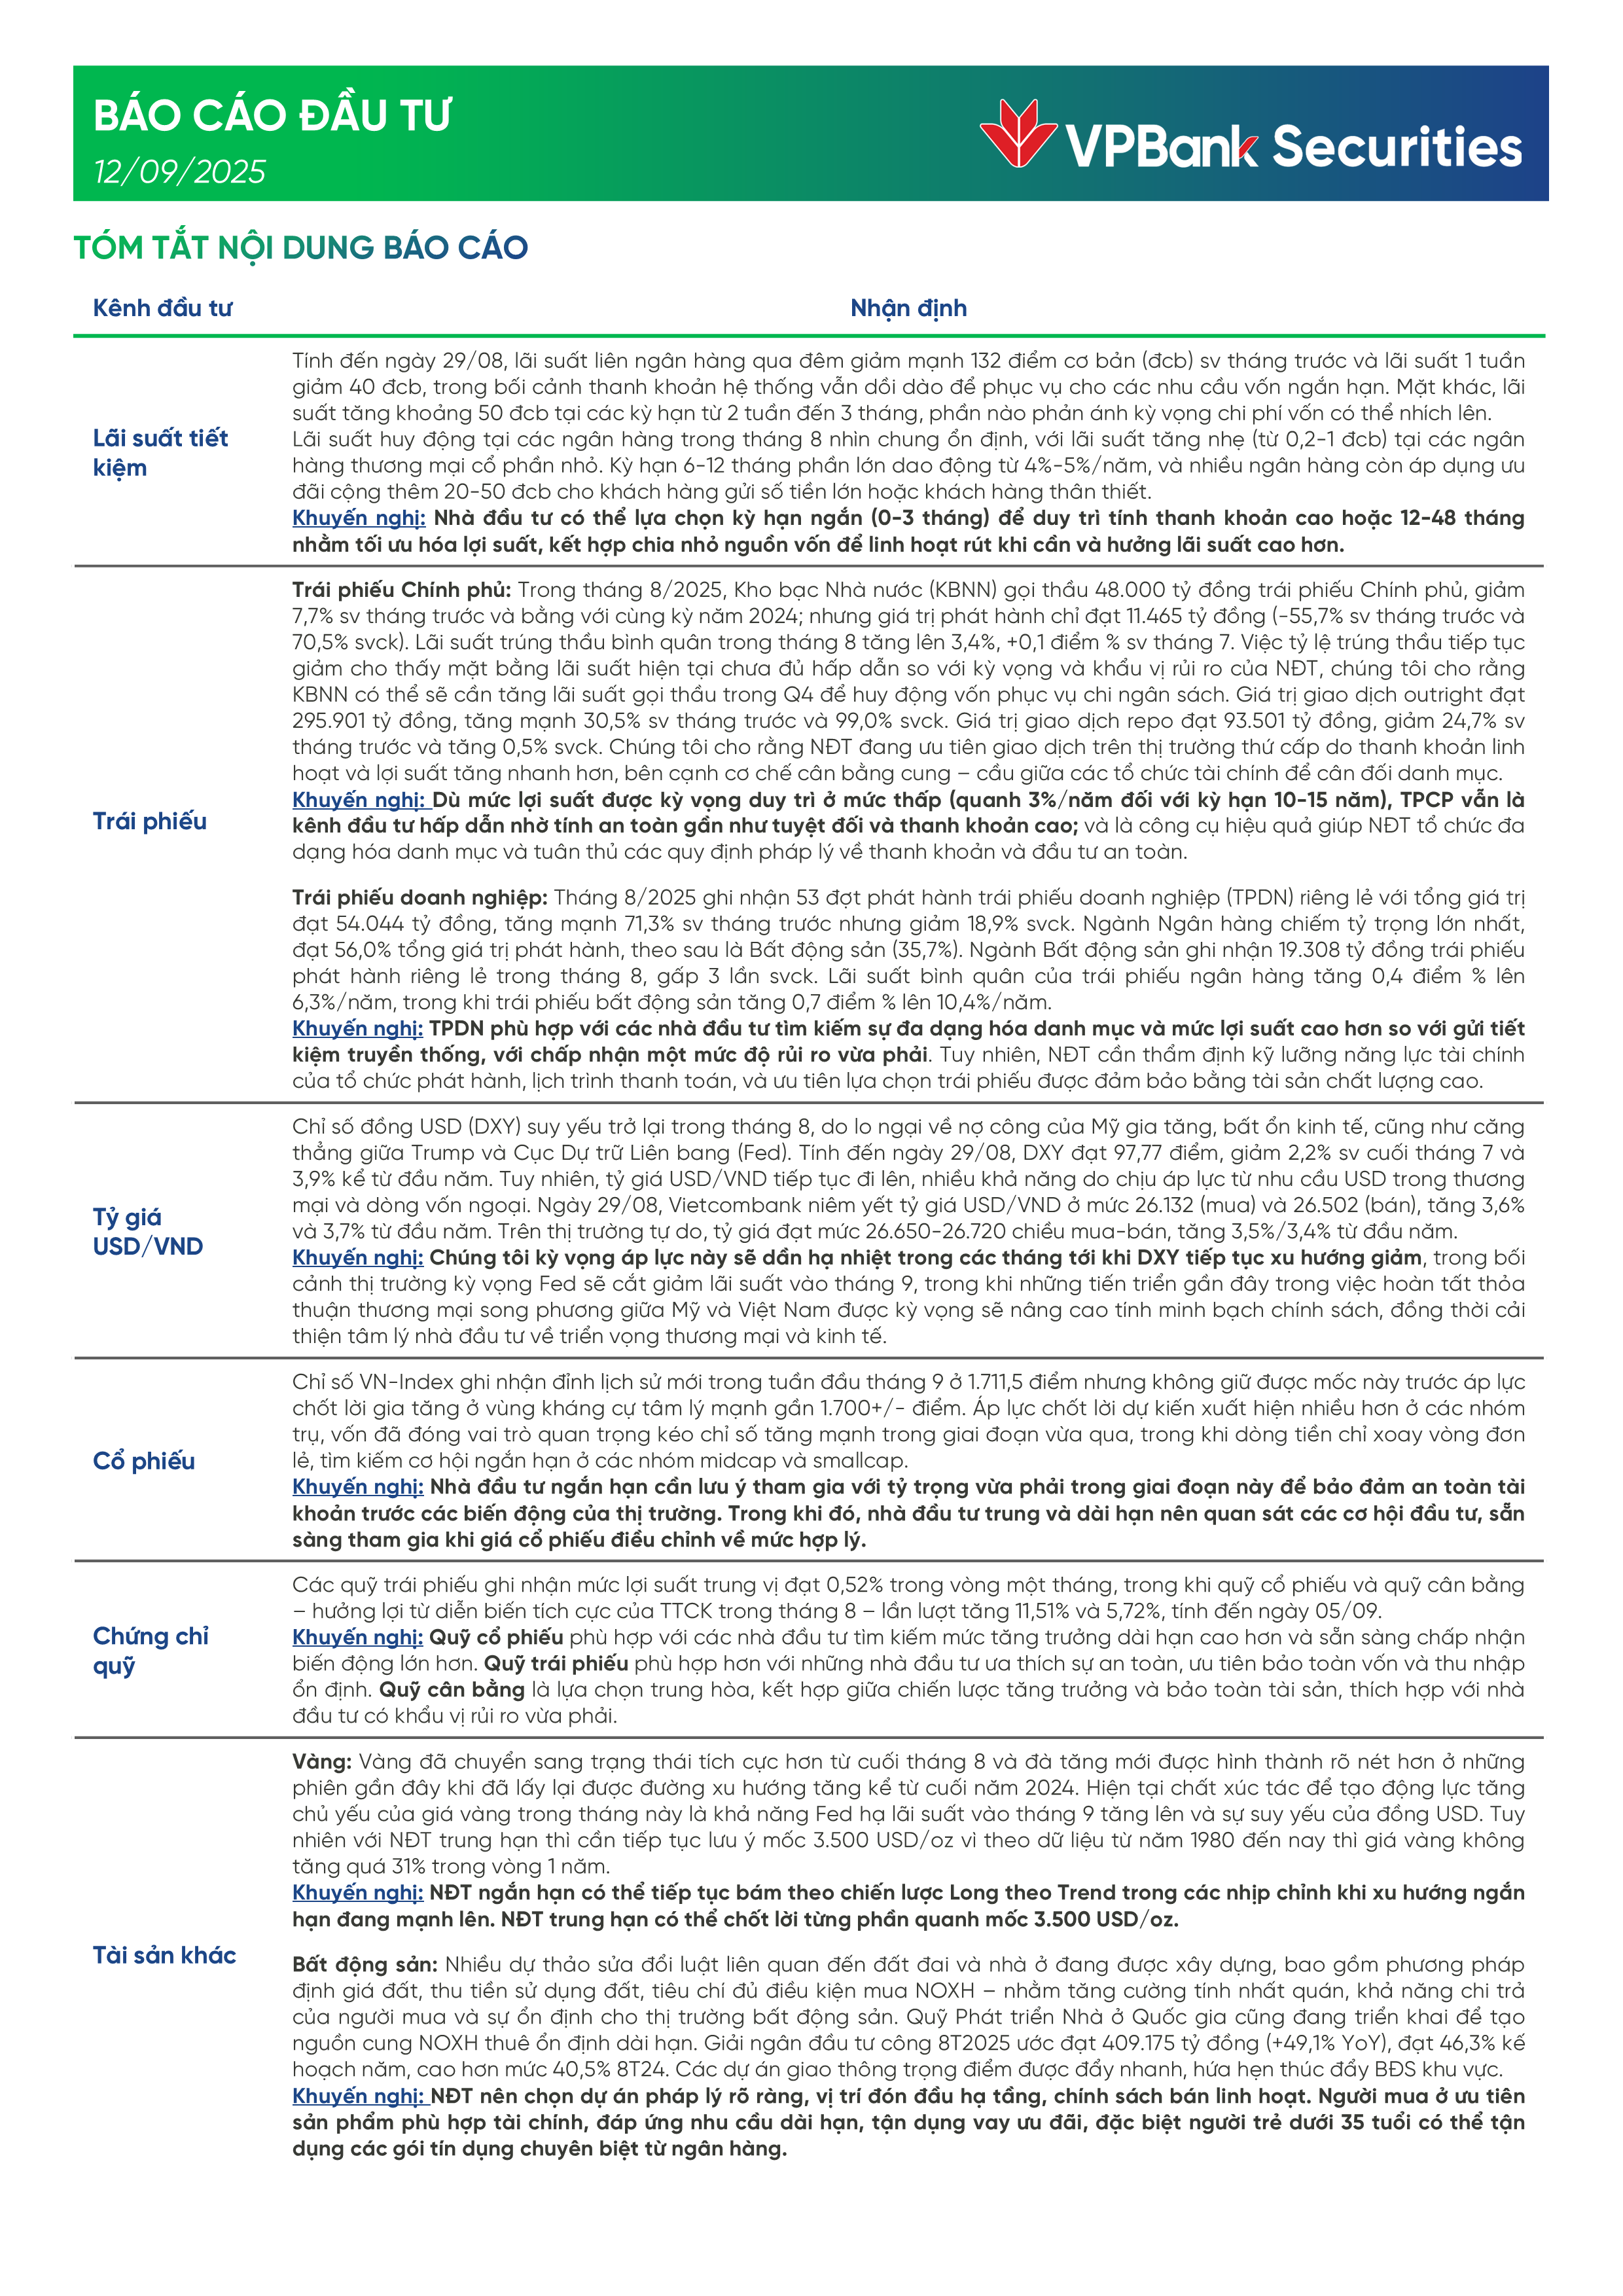 BÁO CÁO ĐẦU TƯ
12/09/2025
VPBank Securities
TÓM TẮT NỘI DUNG BÁO CÁO
Kênh đầu tư
Nhận định
Lãi suất tiết
kiệm
Tính đến ngày 29/08, lãi suất liên ngân hàng qua đêm giảm mạnh 132 điểm cơ bản (đcb) sv tháng trước và lãi suất 1 tuần
giảm 40 đcb, trong bối cảnh thanh khoản hệ thống vẫn dồi dào để phục vụ cho các nhu cầu vốn ngắn hạn. Mặt khác, lãi
suất tăng khoảng 50 đcb tại các kỳ hạn từ 2 tuần đến 3 tháng, phần nào phản ánh kỳ vọng chi phí vốn có thể nhích lên.
Lãi suất huy động tại các ngân hàng trong tháng 8 nhìn chung ổn định, với lãi suất tăng nhẹ (từ 0,2-1 đcb) tại các ngân
hàng thương mại cổ phần nhỏ. Kỳ hạn 6-12 tháng phần lớn dao động từ 4%-5%/năm, và nhiều ngân hàng còn áp dụng ưu
đãi cộng thêm 20-50 đcb cho khách hàng gửi số tiền lớn hoặc khách hàng thân thiết.
Khuyến nghị: Nhà đầu tư có thể lựa chọn kỳ hạn ngắn (0-3 tháng) để duy trì tính thanh khoản cao hoặc 12-48 tháng
nhằm tối ưu hóa lợi suất, kết hợp chia nhỏ nguồn vốn để linh hoạt rút khi cần và hưởng lãi suất cao hơn.
Trái phiếu
Trái phiếu Chính phủ: Trong tháng 8/2025, Kho bạc Nhà nước (KBNN) gọi thầu 48.000 tỷ đồng trái phiếu Chính phủ, giảm
7,7% sv tháng trước và bằng với cùng kỳ năm 2024; nhưng giá trị phát hành chỉ đạt 11.465 tỷ đồng (-55,7% sv tháng trước và
70,5% svck). Lãi suất trúng thầu bình quân trong tháng 8 tăng lên 3,4%, +0,1 điểm % sv tháng 7. Việc tỷ lệ trúng thầu tiếp tục
giảm cho thấy mặt bằng lãi suất hiện tại chưa đủ hấp dẫn so với kỳ vọng và khẩu vị rủi ro của NĐT, chúng tôi cho rằng
KBNN có thể sẽ cần tăng lãi suất gọi thầu trong Q4 để huy động vốn phục vụ chi ngân sách. Giá trị giao dịch outright đạt
295.901 tỷ đồng, tăng mạnh 30,5% sv tháng trước và 99,0% svck. Giá trị giao dịch repo đạt 93.501 tỷ đồng, giảm 24,7% sv
tháng trước và tăng 0,5% svck. Chúng tôi cho rằng NĐT đang ưu tiên giao dịch trên thị trường thứ cấp do thanh khoản linh
hoạt và lợi suất tăng nhanh hơn, bên cạnh cơ chế cân bằng cung – cầu giữa các tổ chức tài chính để cân đối danh mục.
Khuyến nghị: Dù mức lợi suất được kỳ vọng duy trì ở mức thấp (quanh 3%/năm đối với kỳ hạn 10-15 năm), TPCP vẫn là
kênh đầu tư hấp dẫn nhờ tính an toàn gần như tuyệt đối và thanh khoản cao; và là công cụ hiệu quả giúp NĐT tổ chức đa
dạng hóa danh mục và tuân thủ các quy định pháp lý về thanh khoản và đầu tư an toàn.
Trái phiếu doanh nghiệp: Tháng 8/2025 ghi nhận 53 đợt phát hành trái phiếu doanh nghiệp (TPDN) riêng lẻ với tổng giá trị
đạt 54.044 tỷ đồng, tăng mạnh 71,3% sv tháng trước nhưng giảm 18,9% svck. Ngành Ngân hàng chiếm tỷ trọng lớn nhất,
đạt 56,0% tổng giá trị phát hành, theo sau là Bất động sản (35,7%). Ngành Bất động sản ghi nhận 19.308 tỷ đồng trái phiếu
phát hành riêng lẻ trong tháng 8, gấp 3 lần svck. Lãi suất bình quân của trái phiếu ngân hàng tăng 0,4 điểm % lên
6,3%/năm, trong khi trái phiếu bất động sản tăng 0,7 điểm % lên 10,4%/năm.
Khuyến nghị: TPDN phù hợp với các nhà đầu tư tìm kiếm sự đa dạng hóa danh mục và mức lợi suất cao hơn so với gửi tiết
kiệm truyền thống, với chấp nhận một mức độ rủi ro vừa phải. Tuy nhiên, NĐT cần thẩm định kỹ lưỡng năng lực tài chính
của tổ chức phát hành, lịch trình thanh toán, và ưu tiên lựa chọn trái phiếu được đảm bảo bằng tài sản chất lượng cao.
Tỷ giá
USD/VND
Chỉ số đồng USD (DXY) suy yếu trở lại trong tháng 8, do lo ngại về nợ công của Mỹ gia tăng, bất ổn kinh tế, cũng như căng
thẳng giữa Trump và Cục Dự trữ Liên bang (Fed). Tính đến ngày 29/08, DXY đạt 97,77 điểm, giảm 2,2% sv cuối tháng 7 và
3,9% kể từ đầu năm. Tuy nhiên, tỷ giá USD/VND tiếp tục đi lên, nhiều khả năng do chịu áp lực từ nhu cầu USD trong thương
mại và dòng vốn ngoại. Ngày 29/08, Vietcombank niêm yết tỷ giá USD/VND ở mức 26.132 (mua) và 26.502 (bán), tăng 3,6%
và 3,7% từ đầu năm. Trên thị trường tự do, tỷ giá đạt mức 26.650-26.720 chiều mua-bán, tăng 3,5%/3,4% từ đầu năm.
Khuyến nghị: Chúng tôi kỳ vọng áp lực này sẽ dần hạ nhiệt trong các tháng tới khi DXY tiếp tục xu hướng giảm, trong bối
cảnh thị trường kỳ vọng Fed sẽ cắt giảm lãi suất vào tháng 9, trong khi những tiến triển gần đây trong việc hoàn tất thỏa
thuận thương mại song phương giữa Mỹ và Việt Nam được kỳ vọng sẽ nâng cao tính minh bạch chính sách, đồng thời cải
thiện tâm lý nhà đầu tư về triển vọng thương mại và kinh tế.
Cổ phiếu
Chỉ số VN-Index ghi nhận đỉnh lịch sử mới trong tuần đầu tháng 9 ở 1.711,5 điểm nhưng không giữ được mốc này trước áp lực
chốt lời gia tăng ở vùng kháng cự tâm lý mạnh gần 1.700+/- điểm. Áp lực chốt lời dự kiến xuất hiện nhiều hơn ở các nhóm
trụ, vốn đã đóng vai trò quan trọng kéo chỉ số tăng mạnh trong giai đoạn vừa qua, trong khi dòng tiền chỉ xoay vòng đơn
lẻ, tìm kiếm cơ hội ngắn hạn ở các nhóm midcap và smallcap.
Khuyến nghị: Nhà đầu tư ngắn hạn cần lưu ý tham gia với tỷ trọng vừa phải trong giai đoạn này để bảo đảm an toàn tài
khoản trước các biến động của thị trường. Trong khi đó, nhà đầu tư trung và dài hạn nên quan sát các cơ hội đầu tư, sẵn
sàng tham gia khi giá cổ phiếu điều chỉnh về mức hợp lý.
Chứng chỉ
quỹ
Các quỹ trái phiếu ghi nhận mức lợi suất trung vị đạt 0,52% trong vòng một tháng, trong khi quỹ cổ phiếu và quỹ cân bằng
– hưởng lợi từ diễn biến tích cực của TTCK trong tháng 8 – lần lượt tăng 11,51% và 5,72%, tính đến ngày 05/09.
Khuyến nghị: Quỹ cổ phiếu phù hợp với các nhà đầu tư tìm kiếm mức tăng trưởng dài hạn cao hơn và sẵn sàng chấp nhận
biến động lớn hơn. Quỹ trái phiếu phù hợp hơn với những nhà đầu tư ưa thích sự an toàn, ưu tiên bảo toàn vốn và thu nhập
ổn định. Quỹ cân bằng là lựa chọn trung hòa, kết hợp giữa chiến lược tăng trưởng và bảo toàn tài sản, thích hợp với nhà
đầu tư có khẩu vị rủi ro vừa phải.
Tài sản khác
Vàng: Vàng đã chuyển sang trạng thái tích cực hơn từ cuối tháng 8 và đà tăng mới được hình thành rõ nét hơn ở những
phiên gần đây khi đã lấy lại được đường xu hướng tăng kể từ cuối năm 2024. Hiện tại chất xúc tác để tạo động lực tăng
chủ yếu của giá vàng trong tháng này là khả năng Fed hạ lãi suất vào tháng 9 tăng lên và sự suy yếu của đồng USD. Tuy
nhiên với NĐT trung hạn thì cần tiếp tục lưu ý mốc 3.500 USD/oz vì theo dữ liệu từ năm 1980 đến nay thì giá vàng không
tăng quá 31% trong vòng 1 năm.
Khuyến nghị: NĐT ngắn hạn có thể tiếp tục bám theo chiến lược Long theo Trend trong các nhịp chỉnh khi xu hướng ngắn
hạn đang mạnh lên. NĐT trung hạn có thể chốt lời từng phần quanh mốc 3.500 USD/oz.
Bất động sản: Nhiều dự thảo sửa đổi luật liên quan đến đất đai và nhà ở đang được xây dựng, bao gồm phương pháp
định giá đất, thu tiền sử dụng đất, tiêu chí đủ điều kiện mua NOXH – nhằm tăng cường tính nhất quán, khả năng chi trả
của người mua và sự ổn định cho thị trường bất động sản. Quỹ Phát triển Nhà ở Quốc gia cũng đang triển khai để tạo
nguồn cung NOXH thuê ổn định dài hạn. Giải ngân đầu tư công 8T2025 ước đạt 409.175 tỷ đồng (+49,1% YoY), đạt 46,3% kế
hoạch năm, cao hơn mức 40,5% 8T24. Các dự án giao thông trọng điểm được đẩy nhanh, hứa hẹn thúc đẩy BĐS khu vực.
Khuyến nghị: NĐT nên chọn dự án pháp lý rõ ràng, vị trí đón đầu hạ tầng, chính sách bán linh hoạt. Người mua ở ưu tiên
sản phẩm phù hợp tài chính, đáp ứng nhu cầu dài hạn, tận dụng vay ưu đãi, đặc biệt người trẻ dưới 35 tuổi có thể tận
dụng các gói tín dụng chuyên biệt từ ngân hàng.